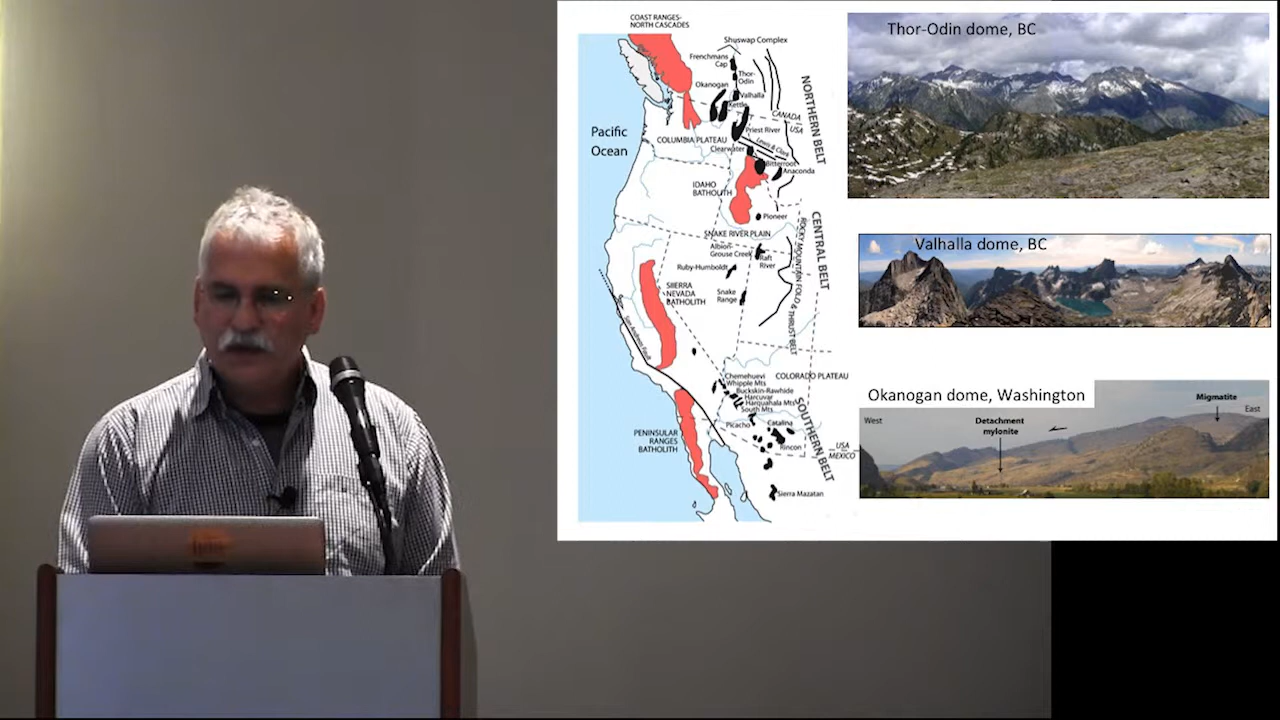 COAST RANGES-
NORTH CASCADES
Shuswap Complex
Frenchmans
Cap
Thor-
Odin
Okanogan
Valhalla
Kettle
CANADA
USA
NORTHERN BELT
Pacific
Ocean
Priest River
COLUMBIA PLATEAU
Lewis & Clark
Clearwater
Bitterroot
Anaconda
IDAHO
BATHOLITH
Pioneer
SNAKE RIVER PLAIN
CENTRAL BELT
ROCKY MOUNTAIN FOLD & THRUST BELT
Albion-
Grouse Creek
Raft
River
Ruby-Humboldt
Snake
Range
SIERRA
NEVADA
BATHOLITH
San Andreas Fault
COLORADO PLATEAU
Chemehuevi
Whipple Mts
Buckskin-Rawhide
Harcuvar
Harquahala Mts
South Mts
SOUTHERN BELT
Picacho
Catalina
Rincon
PENINSULAR
RANGES
BATHOLITH
USA
MEXICO
Sierra Mazatan
Thor-Odin dome, BC
Valhalla dome, BC
Okanogan dome, Washington
Migmatite
West
Detachment
mylonite
East